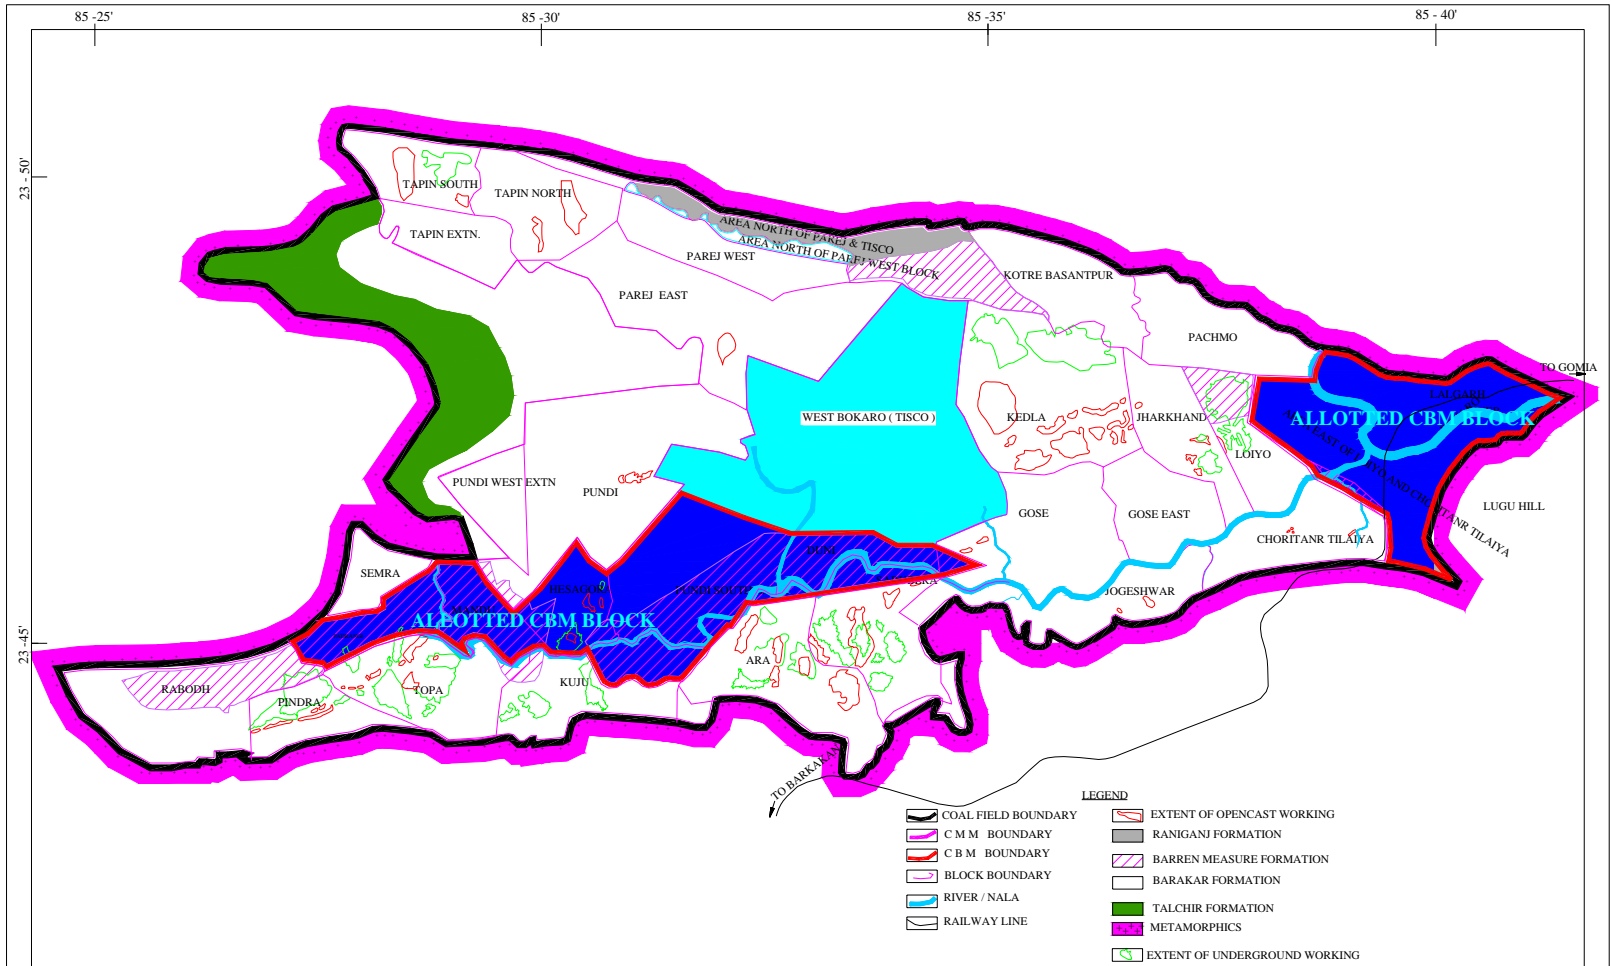 85 -25'
85 -30'
85 -35'
85 - 40'
23 - 50'
23 -45'
TAPIN SOUTH
TAPIN NORTH
TAPIN EXTN.
AREA NORTH OF PAREJ & TISCO
AREA NORTH OF PAREJ WEST BLOCK
PAREJ WEST
PAREJ EAST
KOTRE BASANTPUR
PACHMO
TO GOMIA
LALGARH
WEST BOKARO ( TISCO )
KEDLA
JHARKHAND
ALLOTTED CBM BLOCK
LOIYO
PUNDI WEST EXTN
PUNDI
GOSE
GOSE EAST
LUGU HILL
CHORITANR TILAIYA
DUNI
SEMRA
HESAGORA
PUNDI SOUTH
JOGESHWAR
MANDU
ALLOTTED CBM BLOCK
ARA
RABODH
PINDRA
TOPA
KUJU
TO BARKAKANA
LEGEND
COAL FIELD BOUNDARY
C M M BOUNDARY
C B M BOUNDARY
BLOCK BOUNDARY
RIVER / NALA
RAILWAY LINE
EXTENT OF OPENCAST WORKING
RANIGANJ FORMATION
BARREN MEASURE FORMATION
BARAKAR FORMATION
TALCHIR FORMATION
METAMORPHICS
EXTENT OF UNDERGROUND WORKING